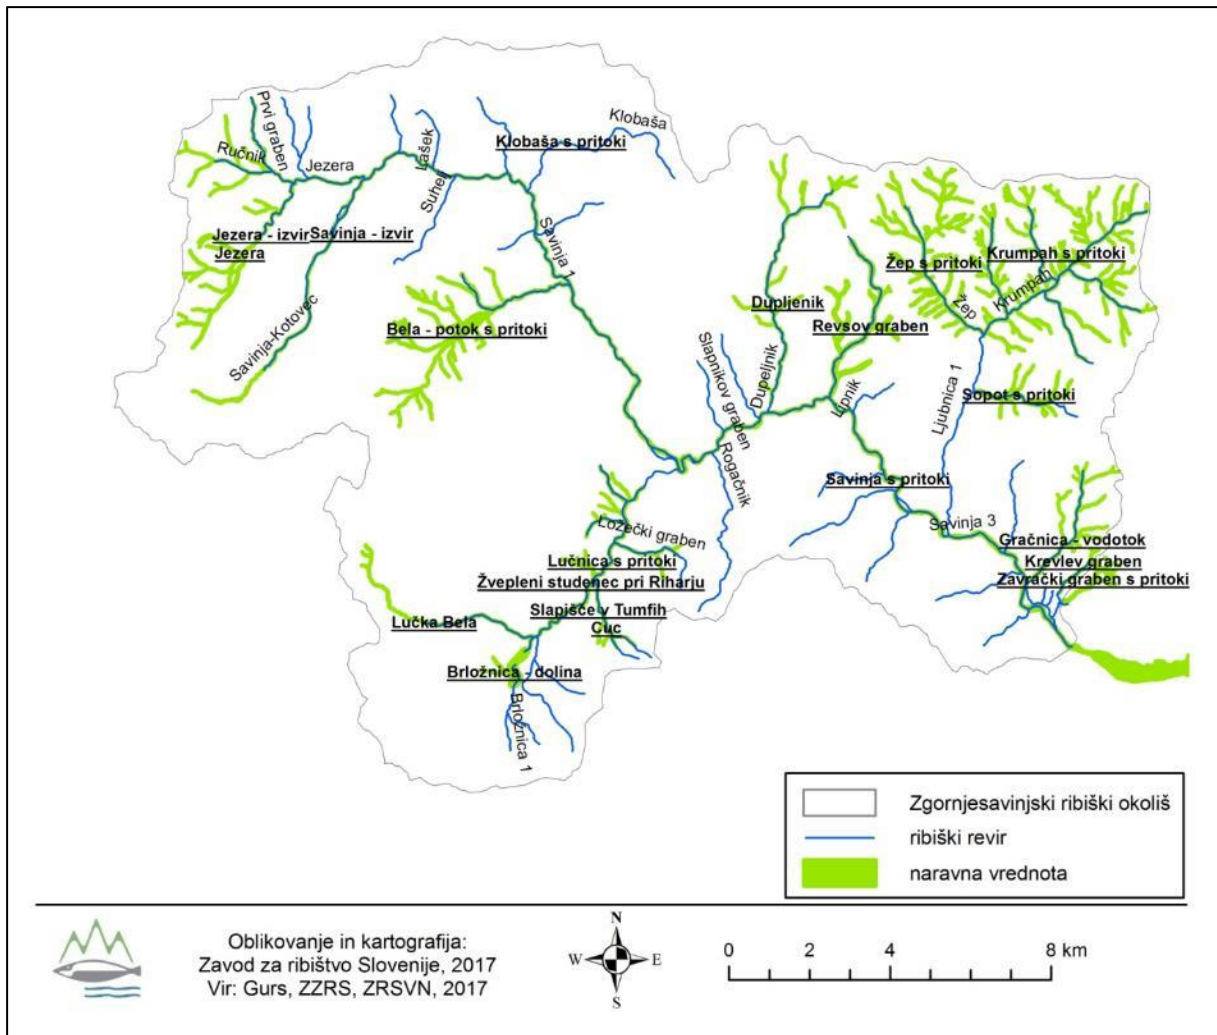 Prvi graben
Ručnik
Jezera
Lašek
Suhelj
Klobaša
Klobaša s pritoki
Jezera - izvir
Savinja - izvir
Jezera
Savinja 1
Savinja-Kotovec
Bela - potok s pritoki
Žep s pritoki
Krumpah s pritoki
Žep
Krumpah
Dupljenik
Revsov graben
Slapnikov graben
Dupeljnik
Lipnik
Ljubnica 1
Sopot s pritoki
Rogačnik
Savinja s pritoki
Savinja 3
Ložečki graben
Lučnica s pritoki
Žvepleni studenec pri Riharju
Slapišče v Tumfih
Cuc
Lučka Bela
Brložnica - dolina
Brložnica 1
Gračnica - vodotok
Krevlev graben
Zavrački graben s pritoki
Zgornjesavinjski ribiški okoliš
ribiški revir
naravna vrednota
Oblikovanje in kartografija:
Zavod za ribištvo Slovenije, 2017
Vir: Gurs, ZZRS, ZRSVN, 2017
N
W E
S
0 2 4 8 km